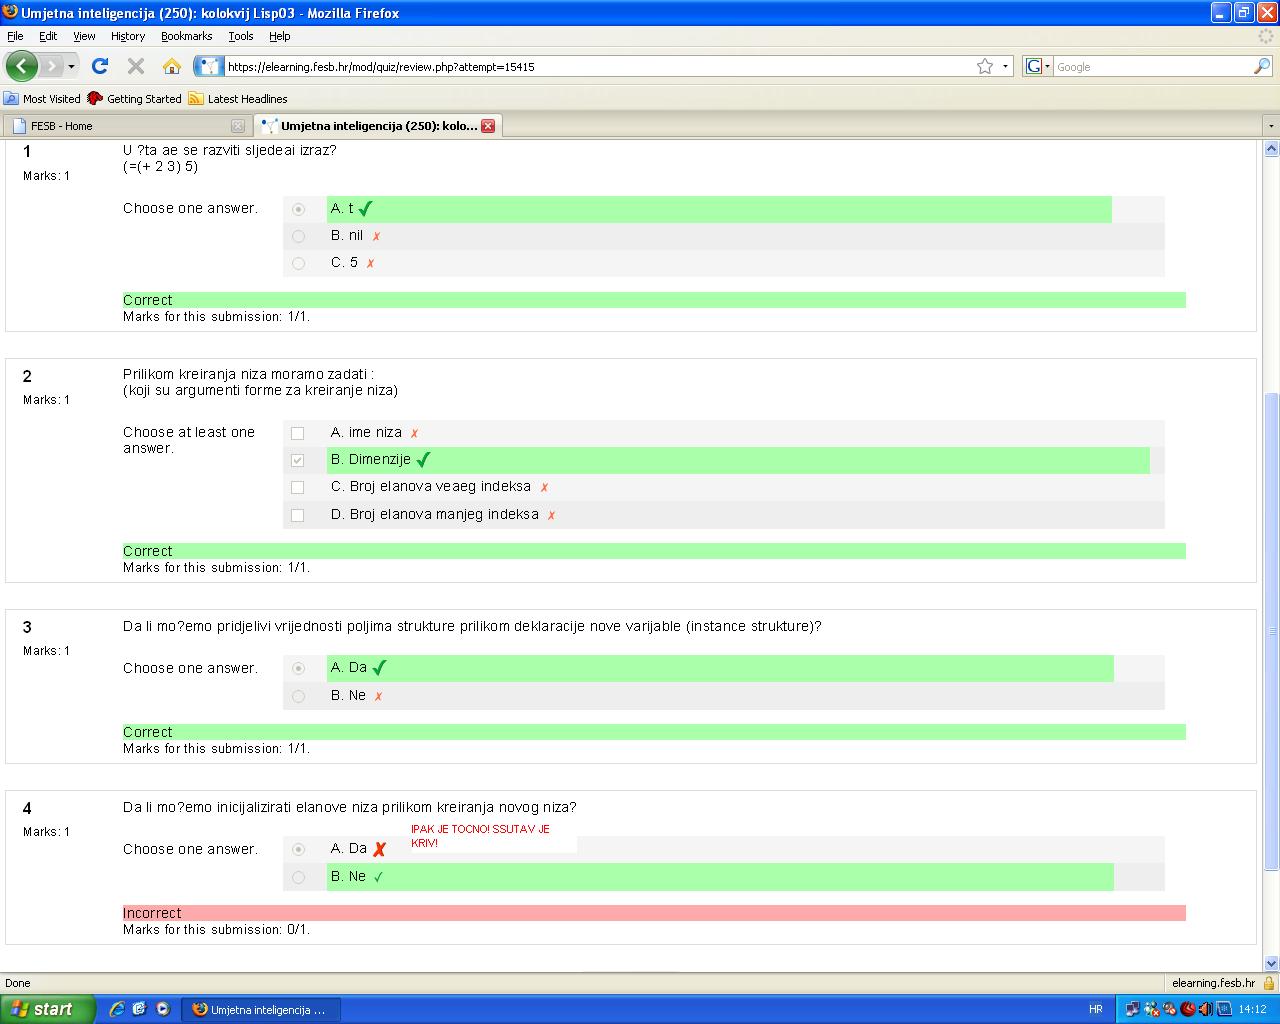 Umjetna inteligencija (250): kolokvij Lisp03 - Mozilla Firefox
File Edit View History Bookmarks Tools Help
https://elearning.fesb.hr/mod/quiz/review.php?attempt=15415
G Google
Most Visited Getting Started Latest Headlines
FESB - Home
Umjetna inteligencija (250): kolo...
1
Marks: 1
U ?ta ae se razviti sljedeai izraz?
(=(+ 2 3) 5)
Choose one answer.
A. t
B. nil
C. 5
Correct
Marks for this submission: 1/1.
2
Marks: 1
Prilikom kreiranja niza moramo zadati :
(koji su argumenti forme za kreiranje niza)
Choose at least one
answer.
A. ime niza
B. Dimenzije
C. Broj elanova veaeg indeksa
D. Broj elanova manjeg indeksa
Correct
Marks for this submission: 1/1.
3
Marks: 1
Da li mo?emo pridjelivi vrijednosti poljima strukture prilikom deklaracije nove varijable (instance strukture)?
Choose one answer.
A. Da
B. Ne
Correct
Marks for this submission: 1/1.
4
Marks: 1
Da li mo?emo inicijalizirati elanove niza prilikom kreiranja novog niza?
IPAK JE TOCNO! SSUTAV JE
KRIV!
Choose one answer.
A. Da
B. Ne
Incorrect
Marks for this submission: 0/1.
Done
elearning.fesb.hr
start
Umjetna inteligencija ...
HR
14:12